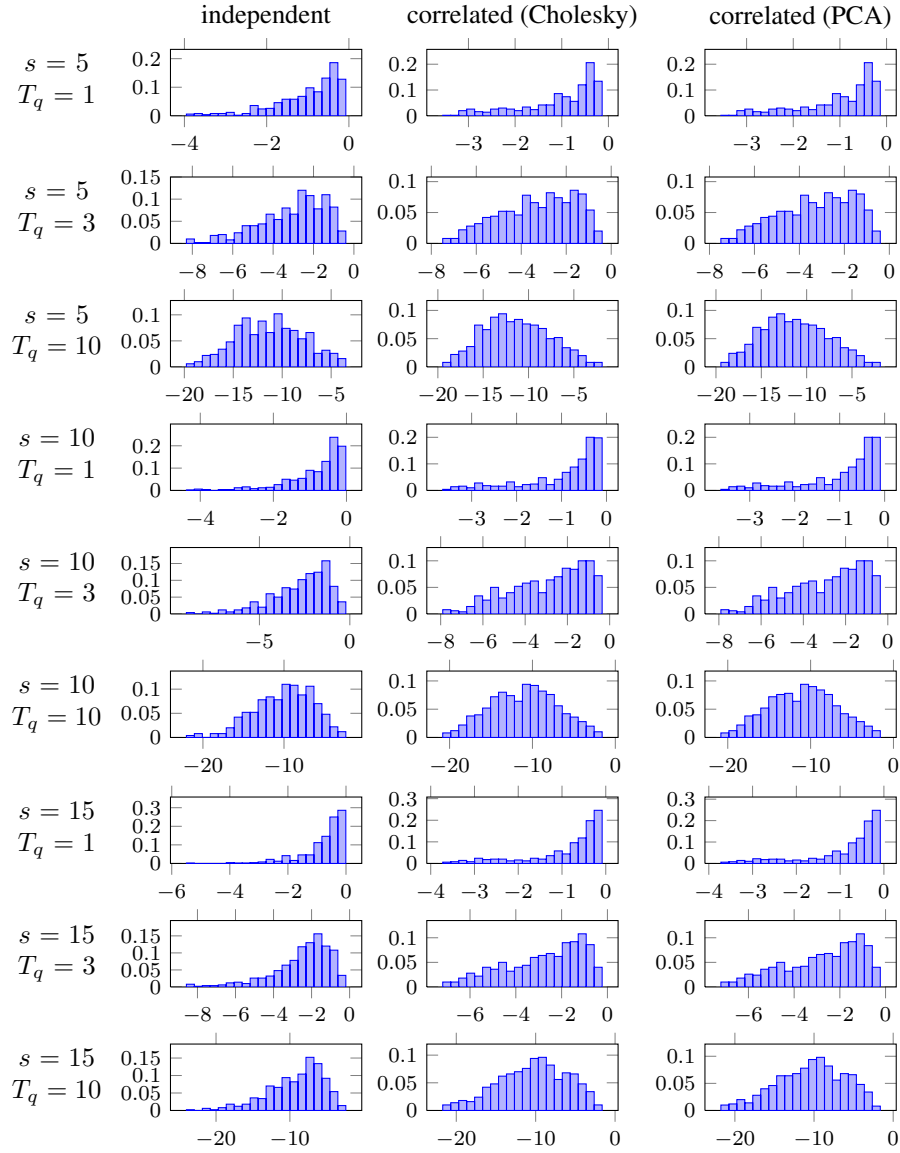 independent correlated (Cholesky) correlated (PCA)
s = 5
T_q = 1
0.2
0.1
0
−4 −2 0
0.2
0.1
0
−3 −2 −1 0
0.2
0.1
0
−3 −2 −1 0
s = 5
T_q = 3
0.15
0.1
0.05
0
−8 −6 −4 −2 0
0.1
0.05
0
−8 −6 −4 −2 0
0.1
0.05
0
−8 −6 −4 −2 0
s = 5
T_q = 10
0.1
0.05
0
−20 −15 −10 −5
0.1
0.05
0
−20 −15 −10 −5
0.1
0.05
0
−20 −15 −10 −5
s = 10
T_q = 1
0.2
0.1
0
−4 −2 0
0.2
0.1
0
−3 −2 −1 0
0.2
0.1
0
−3 −2 −1 0
s = 10
T_q = 3
0.15
0.1
0.05
0
−5 0
0.1
0.05
0
−8 −6 −4 −2 0
0.1
0.05
0
−8 −6 −4 −2 0
s = 10
T_q = 10
0.1
0.05
0
−20 −10
0.1
0.05
0
−20 −10 0
0.1
0.05
0
−20 −10 0
s = 15
T_q = 1
0.3
0.2
0.1
0
−6 −4 −2 0
0.3
0.2
0.1
0
−4 −3 −2 −1 0
0.3
0.2
0.1
0
−4 −3 −2 −1 0
s = 15
T_q = 3
0.15
0.1
0.05
0
−8 −6 −4 −2 0
0.1
0.05
0
−6 −4 −2 0
0.1
0.05
0
−6 −4 −2 0
s = 15
T_q = 10
0.15
0.1
0.05
0
−20 −10
0.1
0.05
0
−20 −10 0
0.1
0.05
0
−20 −10 0